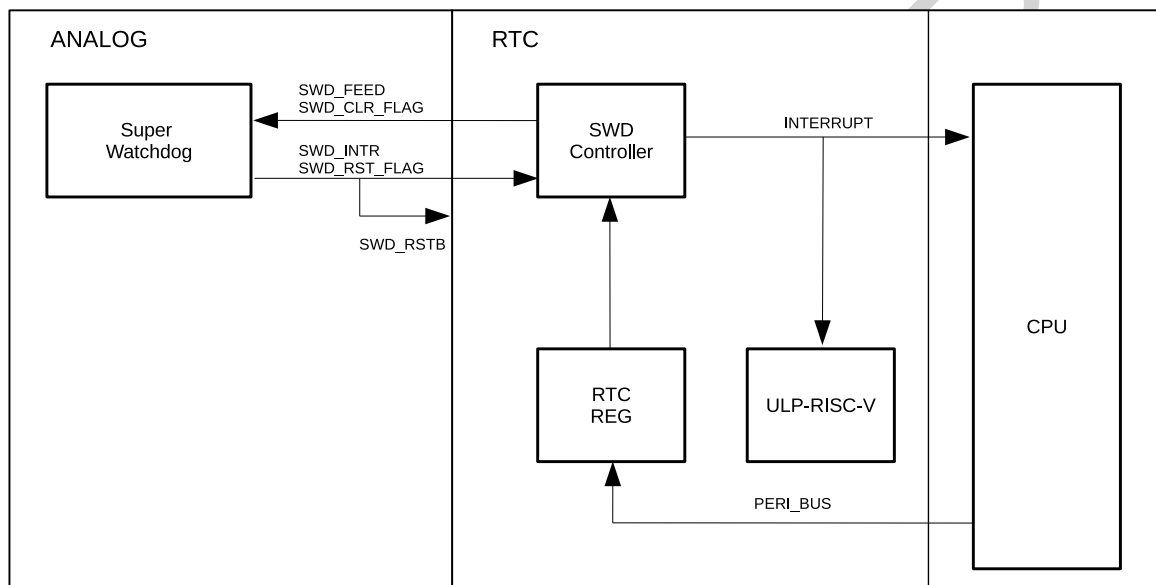 ANALOG
RTC
SWD_FEED
SWD_CLR_FLAG
Super
Watchdog
SWD_INTR
SWD_RST_FLAG
SWD_RSTB
SWD
Controller
INTERRUPT
CPU
RTC
REG
ULP-RISC-V
PERI_BUS